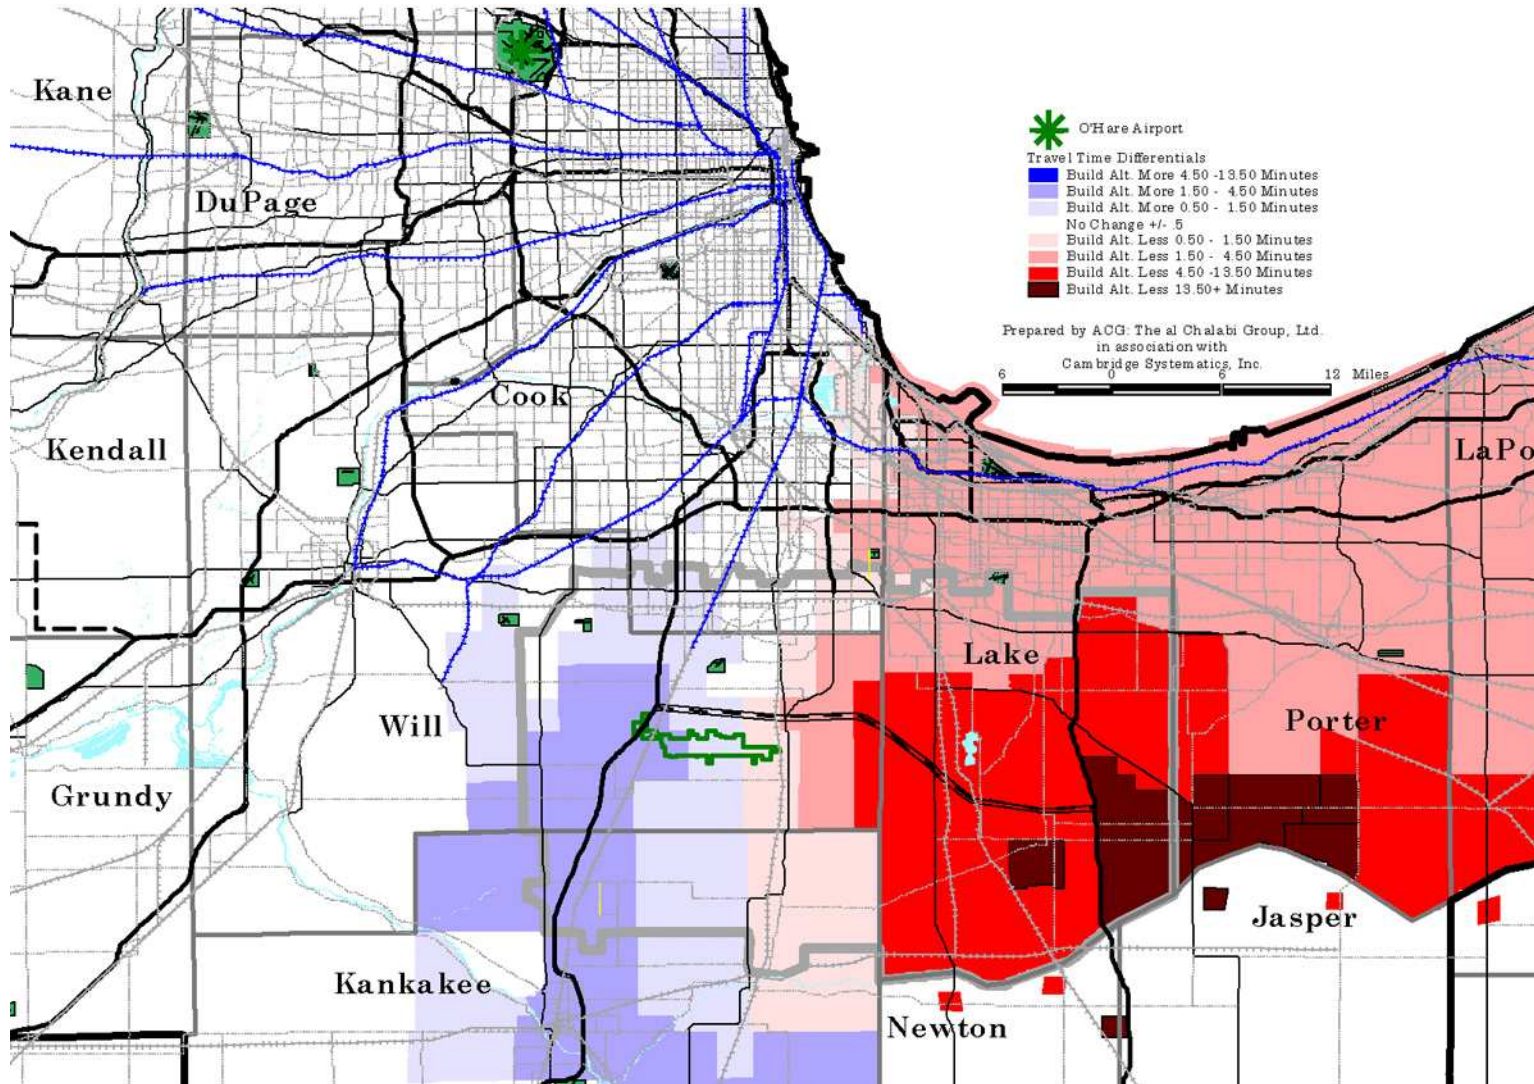 Kane
O'Hare Airport
Travel Time Differentials
Build Alt. More 4.50 -13.50 Minutes
Build Alt. More 1.50 - 4.50 Minutes
Build Alt. More 0.50 - 1.50 Minutes
No Change +/- .5
Build Alt. Less 0.50 - 1.50 Minutes
Build Alt. Less 1.50 - 4.50 Minutes
Build Alt. Less 4.50 -13.50 Minutes
Build Alt. Less 13.50+ Minutes
DuPage
Prepared by ACG: The al Chalabi Group, Ltd.
in association with
Cambridge Systematics, Inc.
6 0 6 12 Miles
Cook
Kendall
LaPo
Lake
Will
Porter
Grundy
Jasper
Kankakee
Newton